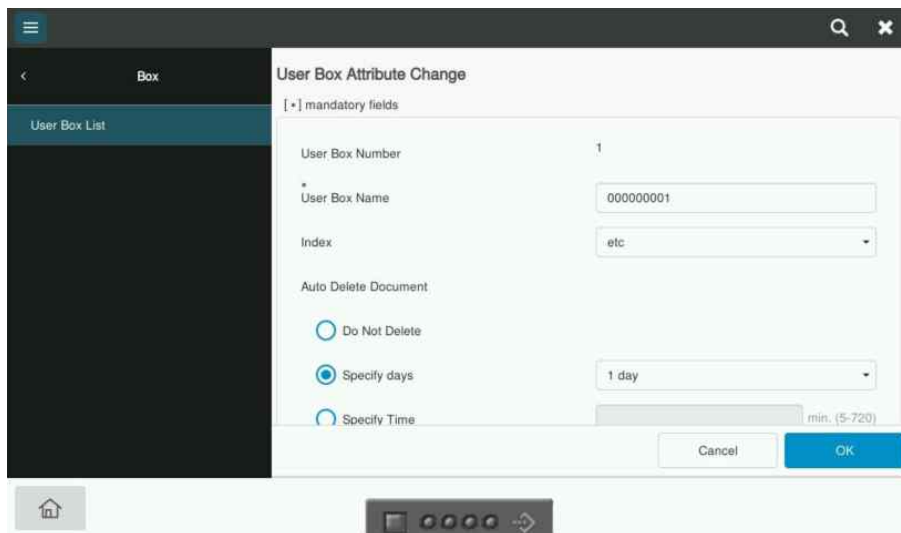 Box
User Box List
User Box Attribute Change
[*] mandatory fields
User Box Number 1
*
User Box Name 000000001
Index etc
Auto Delete Document
Do Not Delete
Specify days 1 day
Specify Time min. (5-720)
Cancel OK